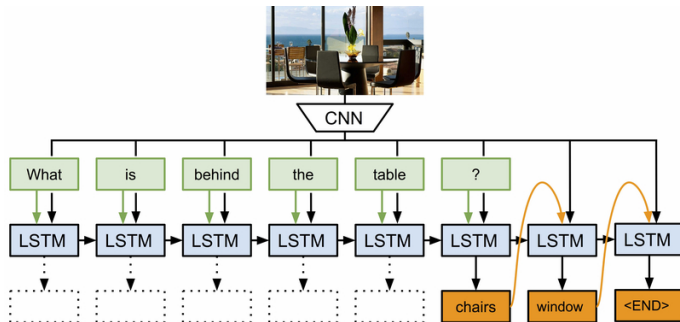 CNN
What is behind the table ?
LSTM LSTM LSTM LSTM LSTM LSTM LSTM LSTM
chairs window <END>